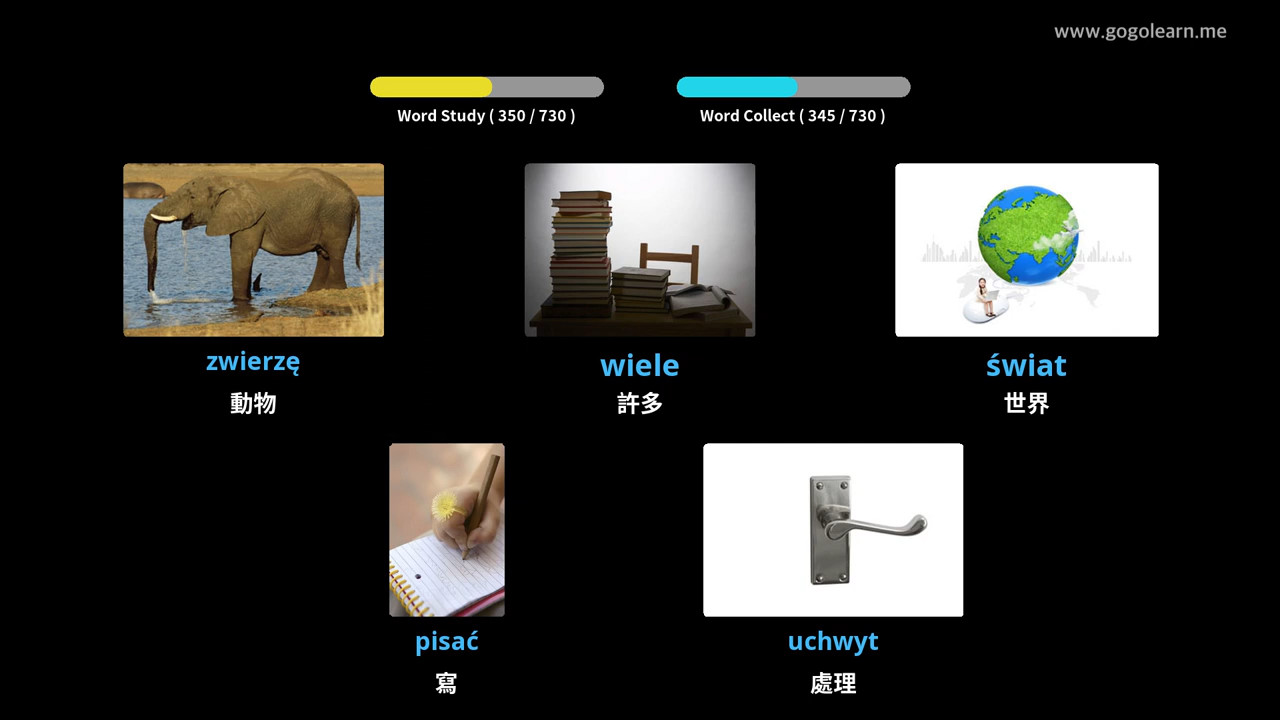 www.gogolearn.me
Word Study ( 350 / 730 )
Word Collect ( 345 / 730 )
zwierzę
動物
wiele
許多
świat
世界
pisać
寫
uchwyt
處理